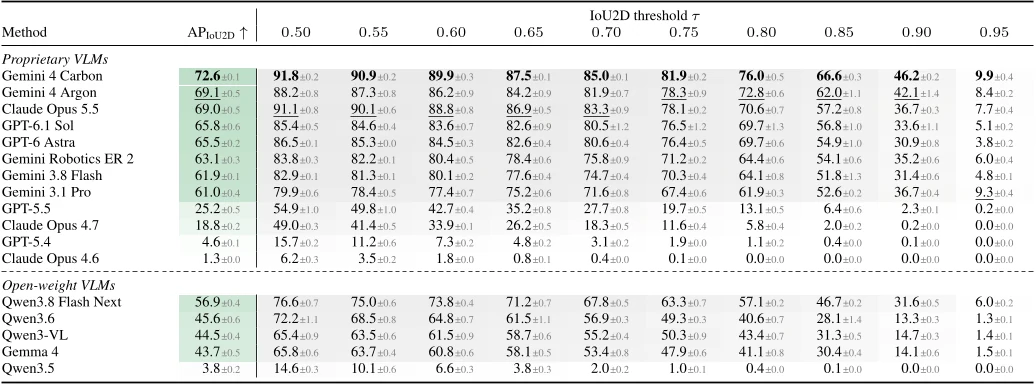 IoU2D threshold τ
Method AP_IoU2D ↑ 0.50 0.55 0.60 0.65 0.70 0.75 0.80 0.85 0.90 0.95
Proprietary VLMs
Gemini 4 Carbon 72.6±0.1 91.8±0.2 90.9±0.2 89.9±0.3 87.5±0.1 85.0±0.1 81.9±0.2 76.0±0.5 66.6±0.3 46.2±0.2 9.9±0.4
Gemini 4 Argon 69.1±0.5 88.2±0.8 87.3±0.8 86.2±0.9 84.2±0.9 81.9±0.7 78.3±0.9 72.8±0.6 62.0±1.1 42.1±1.4 8.4±0.2
Claude Opus 5.5 69.0±0.5 91.1±0.8 90.1±0.6 88.8±0.8 86.9±0.5 83.9±0.1 78.1±0.2 70.6±0.7 57.2±0.8 36.7±0.3 7.7±0.4
GPT-6.1 Sol 65.8±0.6 85.4±0.5 84.6±0.4 83.6±0.7 82.6±0.9 80.5±1.2 76.5±1.2 69.7±1.3 56.8±1.0 33.6±1.1 5.1±0.2
GPT-6 Astra 65.5±0.2 86.5±0.1 85.3±0.0 84.5±0.3 82.6±0.4 80.6±0.4 76.4±0.5 69.7±0.6 54.9±1.0 30.9±0.8 3.8±0.2
Gemini Robotics ER 2 63.1±0.3 83.8±0.3 82.2±0.1 80.4±0.5 78.4±0.6 75.8±0.9 71.2±0.2 64.4±0.6 54.1±0.6 35.2±0.6 6.0±0.4
Gemini 3.8 Flash 61.9±0.1 82.9±0.1 81.3±0.1 80.1±0.2 77.6±0.4 74.7±0.4 70.3±0.4 64.1±0.8 51.8±1.3 31.4±0.6 4.8±0.1
Gemini 3.1 Pro 61.0±0.4 79.9±0.6 78.4±0.5 77.4±0.7 75.2±0.6 71.6±0.8 67.4±0.6 61.9±0.3 52.6±0.2 36.7±0.4 9.3±0.4
GPT-5.5 25.2±0.5 54.9±1.0 49.8±1.0 42.7±0.4 35.2±0.8 27.7±0.8 19.7±0.5 13.1±0.5 6.4±0.6 2.3±0.1 0.2±0.0
Claude Opus 4.7 18.8±0.2 49.0±0.3 41.4±0.5 33.9±0.1 26.2±0.5 18.3±0.5 11.6±0.4 5.8±0.4 2.0±0.2 0.2±0.0 0.0±0.0
GPT-5.4 4.6±0.1 15.7±0.2 11.2±0.6 7.3±0.2 4.8±0.2 3.1±0.2 1.9±0.0 1.1±0.2 0.4±0.0 0.1±0.0 0.0±0.0
Claude Opus 4.6 1.3±0.0 6.2±0.3 3.5±0.2 1.8±0.0 0.8±0.1 0.4±0.0 0.1±0.0 0.0±0.0 0.0±0.0 0.0±0.0 0.0±0.0
Open-weight VLMs
Qwen3.8 Flash Next 56.9±0.4 76.6±0.7 75.0±0.6 73.8±0.4 71.2±0.7 67.8±0.5 63.3±0.7 57.1±0.2 46.7±0.2 31.6±0.5 6.0±0.2
Qwen3.6 45.6±0.6 72.2±1.1 68.5±0.8 64.8±0.7 61.5±1.1 56.9±0.3 49.3±0.3 40.6±0.7 28.1±1.4 13.3±0.3 1.3±0.1
Qwen3-VL 44.5±0.4 65.4±0.9 63.5±0.6 61.5±0.9 58.7±0.6 55.2±0.4 50.3±0.9 43.4±0.7 31.3±0.5 14.7±0.7 1.4±0.1
Gemma 4 43.7±0.5 65.8±0.6 63.7±0.4 60.8±0.6 58.1±0.5 53.4±0.8 47.9±0.6 41.1±0.8 30.4±0.4 14.1±0.6 1.5±0.1
Qwen3.5 3.8±0.2 14.6±0.3 10.1±0.6 6.6±0.3 3.8±0.3 2.0±0.2 1.0±0.1 0.4±0.0 0.1±0.0 0.0±0.0 0.0±0.0